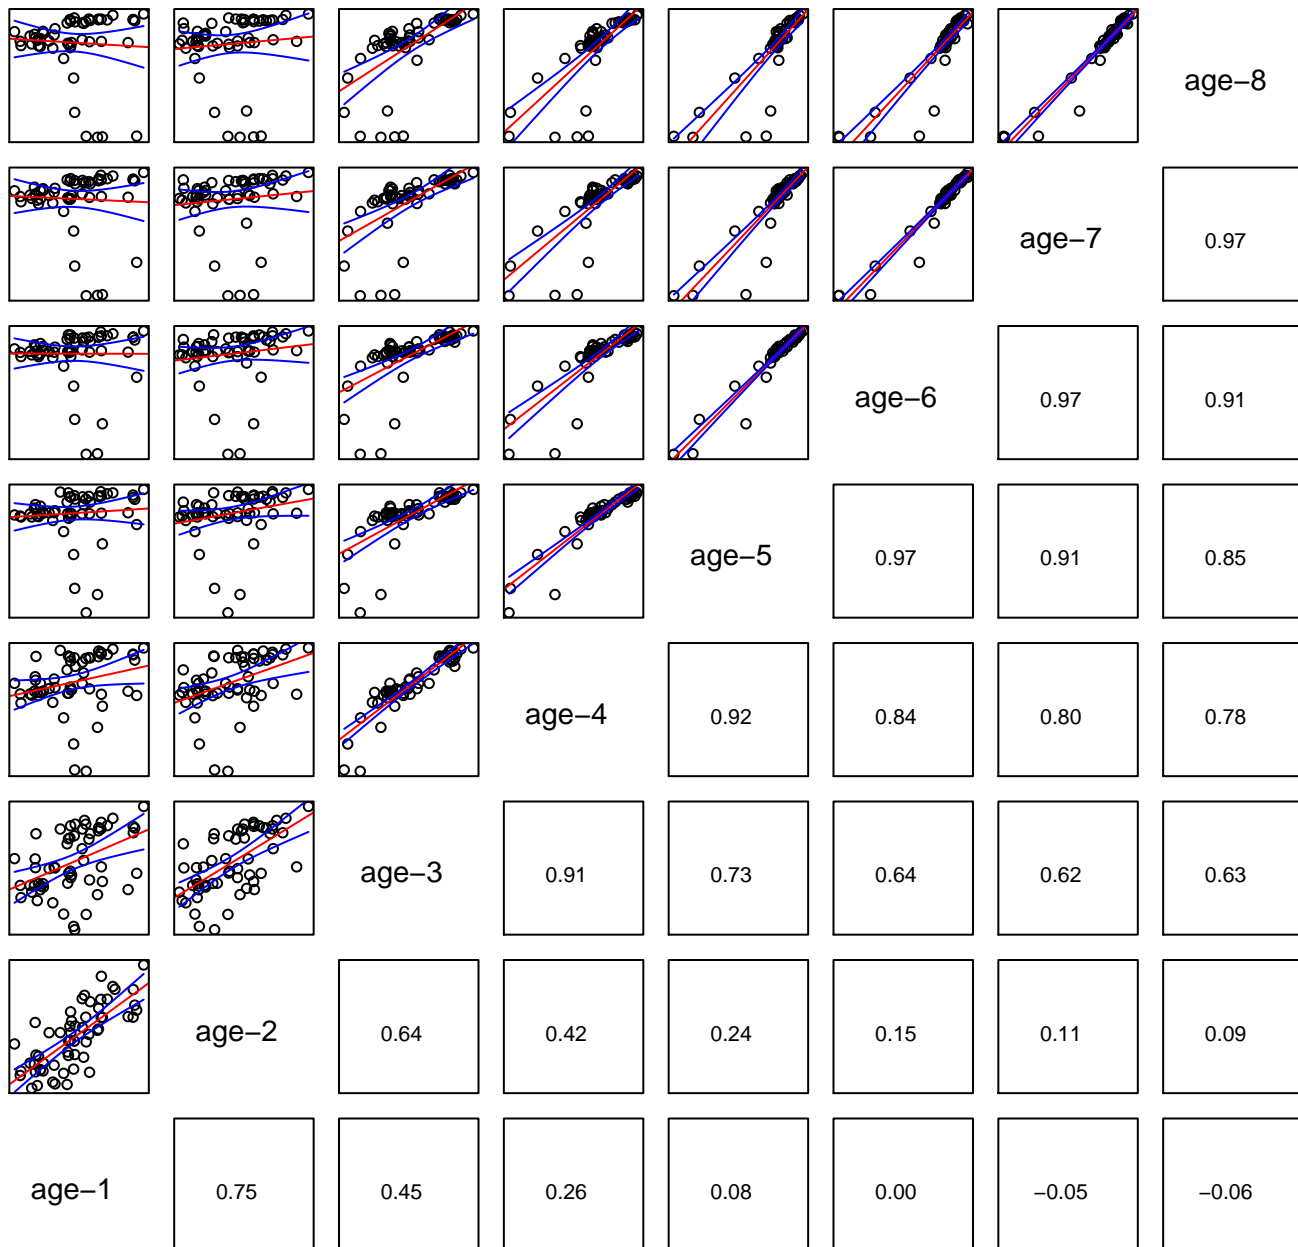 age−8
age−7 0.97
age−6 0.97 0.91
age−5 0.97 0.91 0.85
age−4 0.92 0.84 0.80 0.78
age−3 0.91 0.73 0.64 0.62 0.63
age−2 0.64 0.42 0.24 0.15 0.11 0.09
age−1 0.75 0.45 0.26 0.08 0.00 −0.05 −0.06